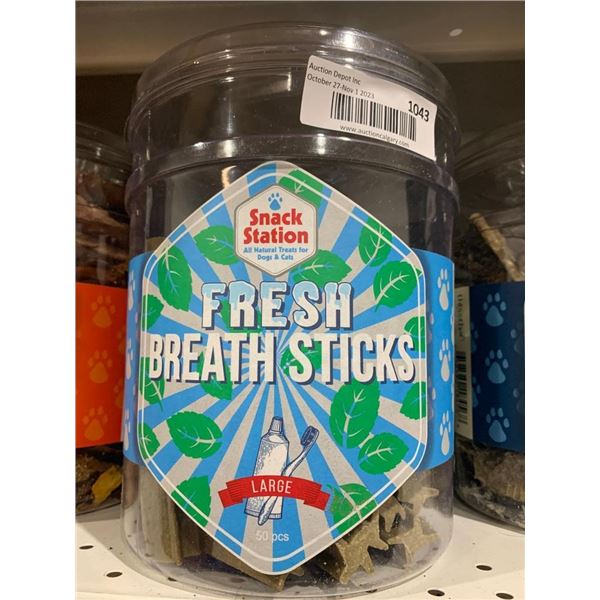 Auction Depot Inc
October 27-Nov 1 2023
1043
www.auctioncalgary.com
Snack
Station
All Natural Treats for
Dogs & Cats
FRESH
BREATH STICKS
LARGE
50 pcs